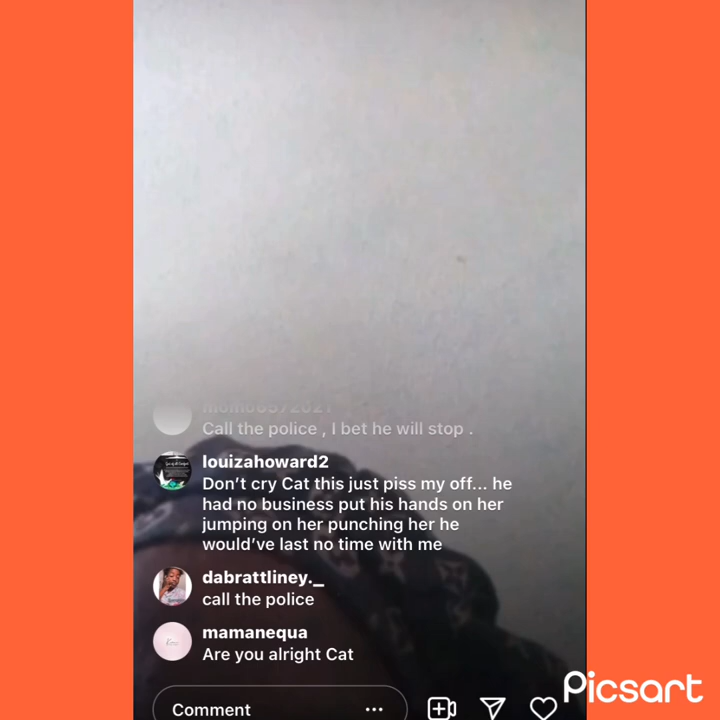 Call the police , I bet he will stop .
louizahoward2
Don't cry Cat this just piss my off... he
had no business put his hands on her
jumping on her punching her he
would've last no time with me
dabrattliney._
call the police
mamanequa
Are you alright Cat
Comment
Picsart